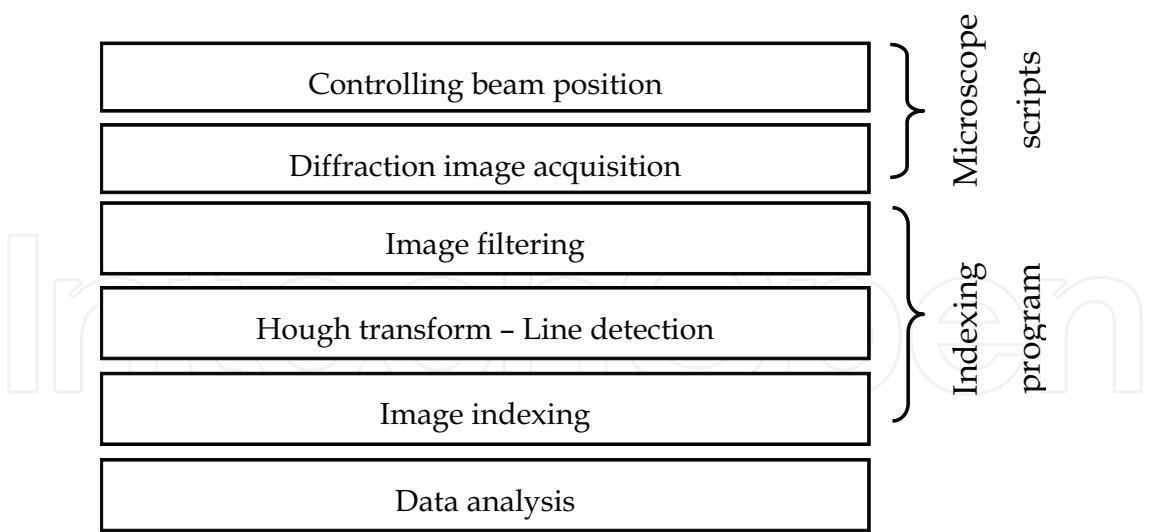 Controlling beam position
Diffraction image acquisition
Microscope
scripts
Image filtering
Hough transform – Line detection
Image indexing
Indexing
program
Data analysis
IntechOpen